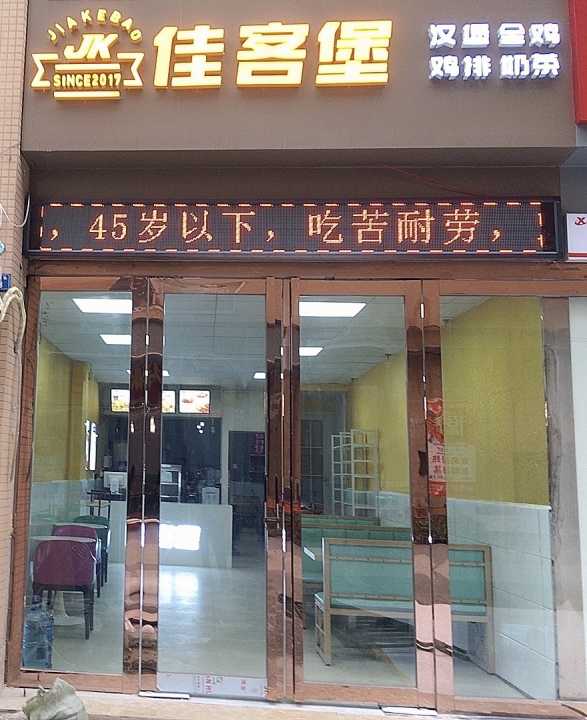 JIAKEBAO
JK
SINCE2017
佳客堡
汉堡 全鸡
鸡排 奶茶
，45岁以下，吃苦耐劳，